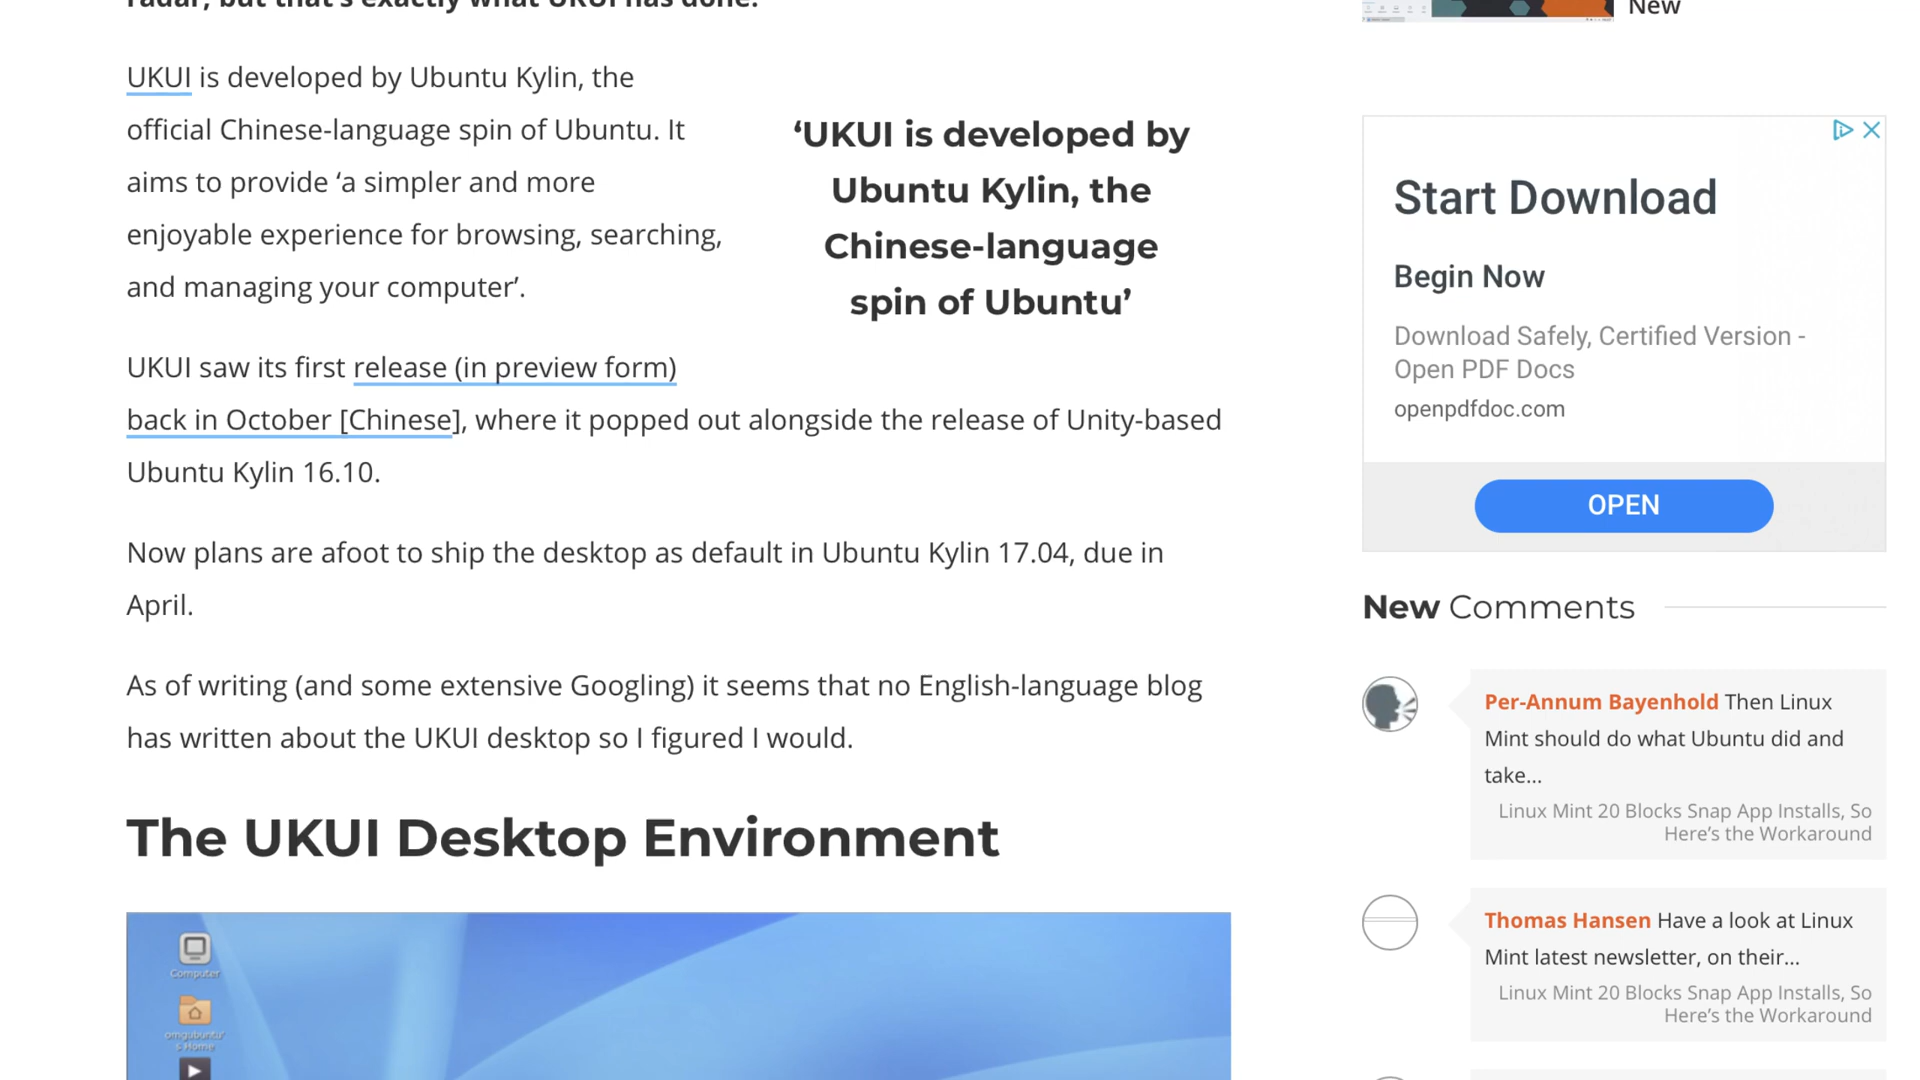 radar, but that's exactly what UKUI has done.
UKUI is developed by Ubuntu Kylin, the
official Chinese-language spin of Ubuntu. It
aims to provide ‘a simpler and more
enjoyable experience for browsing, searching,
and managing your computer’.
‘UKUI is developed by
Ubuntu Kylin, the
Chinese-language
spin of Ubuntu’
UKUI saw its first release (in preview form)
back in October [Chinese], where it popped out alongside the release of Unity-based
Ubuntu Kylin 16.10.
Now plans are afoot to ship the desktop as default in Ubuntu Kylin 17.04, due in
April.
As of writing (and some extensive Googling) it seems that no English-language blog
has written about the UKUI desktop so I figured I would.
The UKUI Desktop Environment
Computer
omgubuntu'
s Home
New
Start Download
Begin Now
Download Safely, Certified Version -
Open PDF Docs
openpdfdoc.com
OPEN
New Comments
Per-Annum Bayenhold Then Linux
Mint should do what Ubuntu did and
take...
Linux Mint 20 Blocks Snap App Installs, So
Here’s the Workaround
Thomas Hansen Have a look at Linux
Mint latest newsletter, on their...
Linux Mint 20 Blocks Snap App Installs, So
Here’s the Workaround